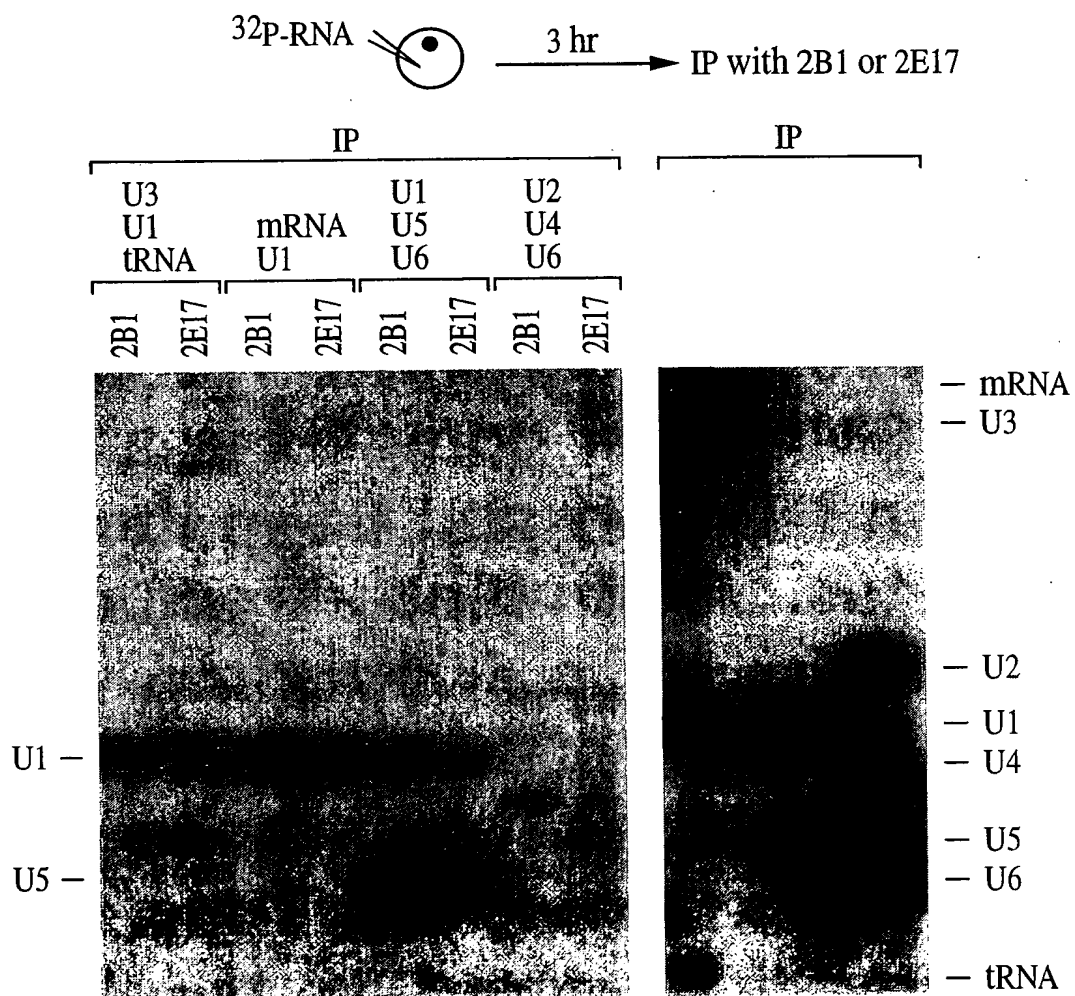 32P-RNA
3 hr
IP with 2B1 or 2E17
IP
IP
U3
U1
tRNA
mRNA
U1
U1
U5
U6
U2
U4
U6
2B1
2E17
2B1
2E17
2B1
2E17
2B1
2E17
U1
U5
mRNA
U3
U2
U1
U4
U5
U6
tRNA